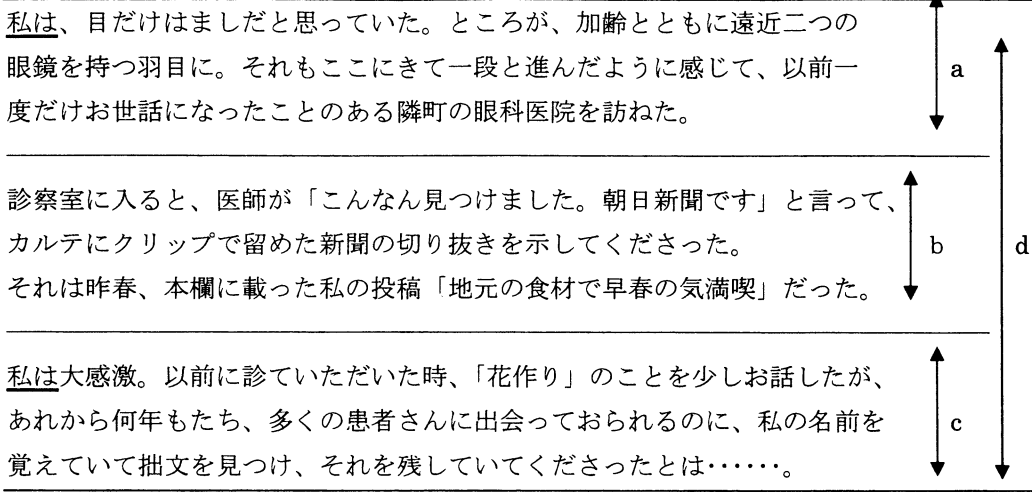 私は、目だけはましだと思っていた。ところが、加齢とともに遠近二つの
眼鏡を持つ羽目に。それもここにきて一段と進んだように感じて、以前一
度だけお世話になったことのある隣町の眼科医院を訪ねた。
a
診察室に入ると、医師が「こんなん見つけました。朝日新聞です」と言って、
カルテにクリップで留めた新聞の切り抜きを示してくださった。
それは昨春、本欄に載った私の投稿「地元の食材で早春の気満喫」だった。
b
d
私は大感激。以前に診ていただいた時、「花作り」のことを少しお話したが、
あれから何年もたち、多くの患者さんに出会っておられるのに、私の名前を
覚えていて拙文を見つけ、それを残していてくださったとは‥‥‥。
c